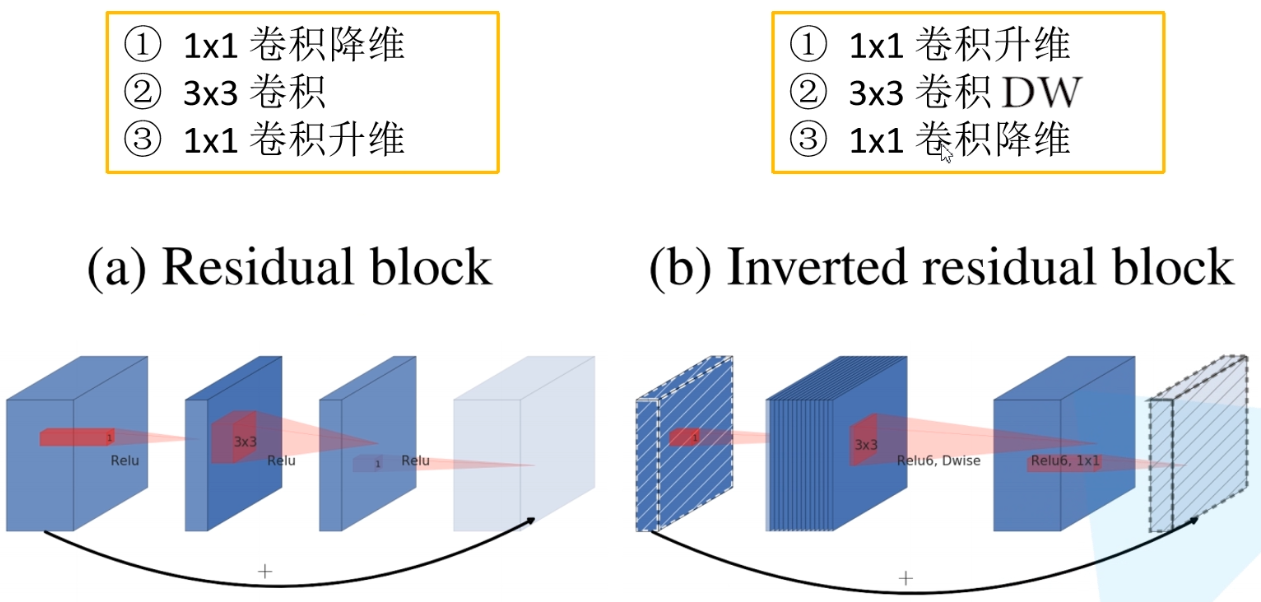 ① 1x1 卷积降维
② 3x3 卷积
③ 1x1 卷积升维
① 1x1 卷积升维
② 3x3 卷积 DW
③ 1x1 卷积降维
(a) Residual block
(b) Inverted residual block
1
Relu
3x3
Relu
1
Relu
+
1
3x3
Relu6, Dwise
Relu6, 1x1
+